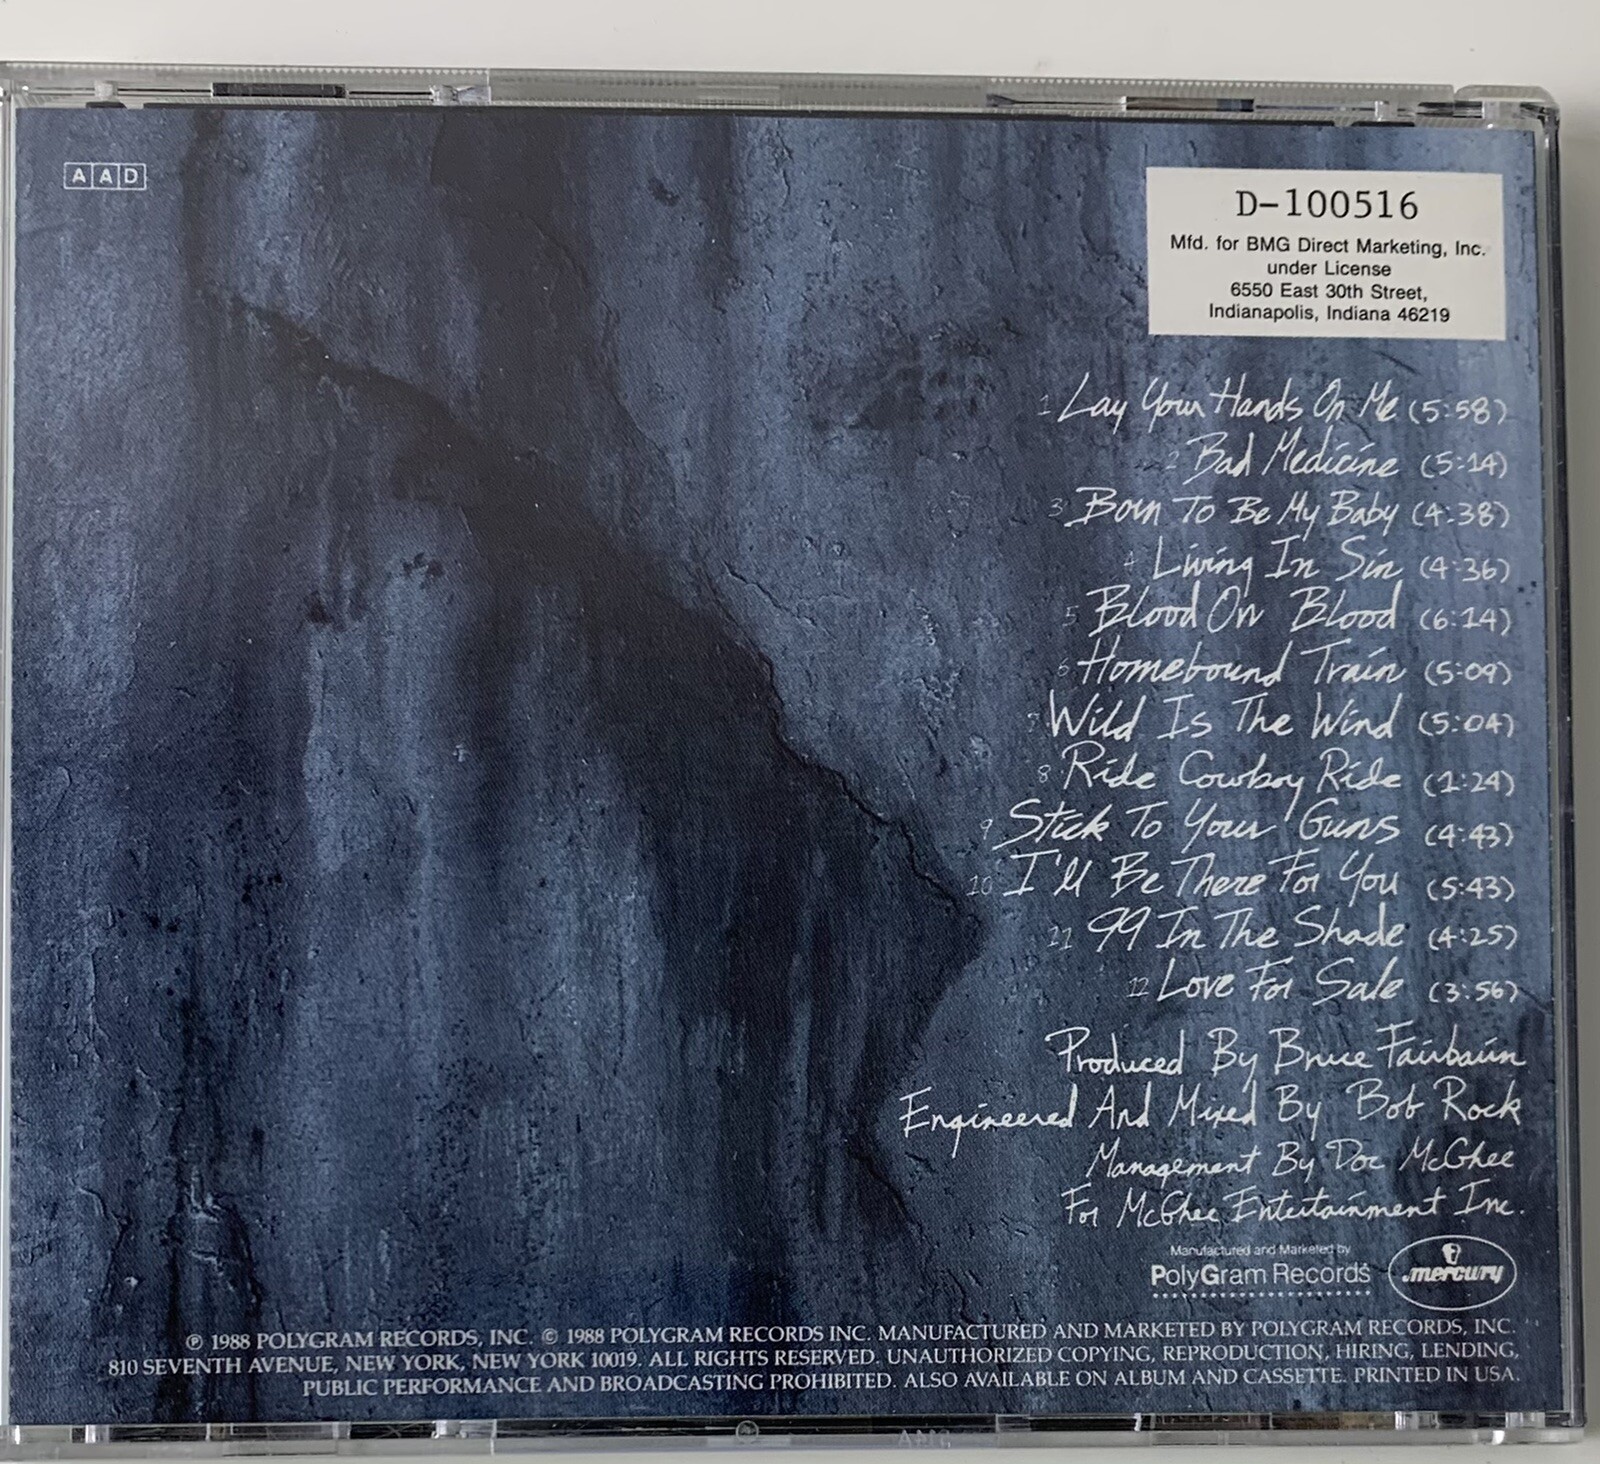 AAD
D-100516
Mfd. for BMG Direct Marketing, Inc.
under License
6550 East 30th Street,
Indianapolis, Indiana 46219
1 Lay Your Hands On Me (5:58)
2 Bad Medicine (5:14)
3 Born To Be My Baby (4:38)
4 Living In Sin (4:36)
5 Blood On Blood (6:14)
6 Homebound Train (5:09)
7 Wild Is The Wind (5:04)
8 Ride Cowboy Ride (1:24)
9 Stick To Your Guns (4:43)
10 I'll Be There For You (5:43)
11 99 In The Shade (4:25)
12 Love For Sale (3:56)
Produced By Bruce Fairbairn
Engineered And Mixed By Bob Rock
Management By Doc McGhee
For McGhee Entertainment Inc.
Manufactured and Marketed by
PolyGram Records
mercury
℗ 1988 POLYGRAM RECORDS, INC. © 1988 POLYGRAM RECORDS INC. MANUFACTURED AND MARKETED BY POLYGRAM RECORDS, INC.
810 SEVENTH AVENUE, NEW YORK, NEW YORK 10019. ALL RIGHTS RESERVED. UNAUTHORIZED COPYING, REPRODUCTION, HIRING, LENDING,
PUBLIC PERFORMANCE AND BROADCASTING PROHIBITED. ALSO AVAILABLE ON ALBUM AND CASSETTE. PRINTED IN USA.